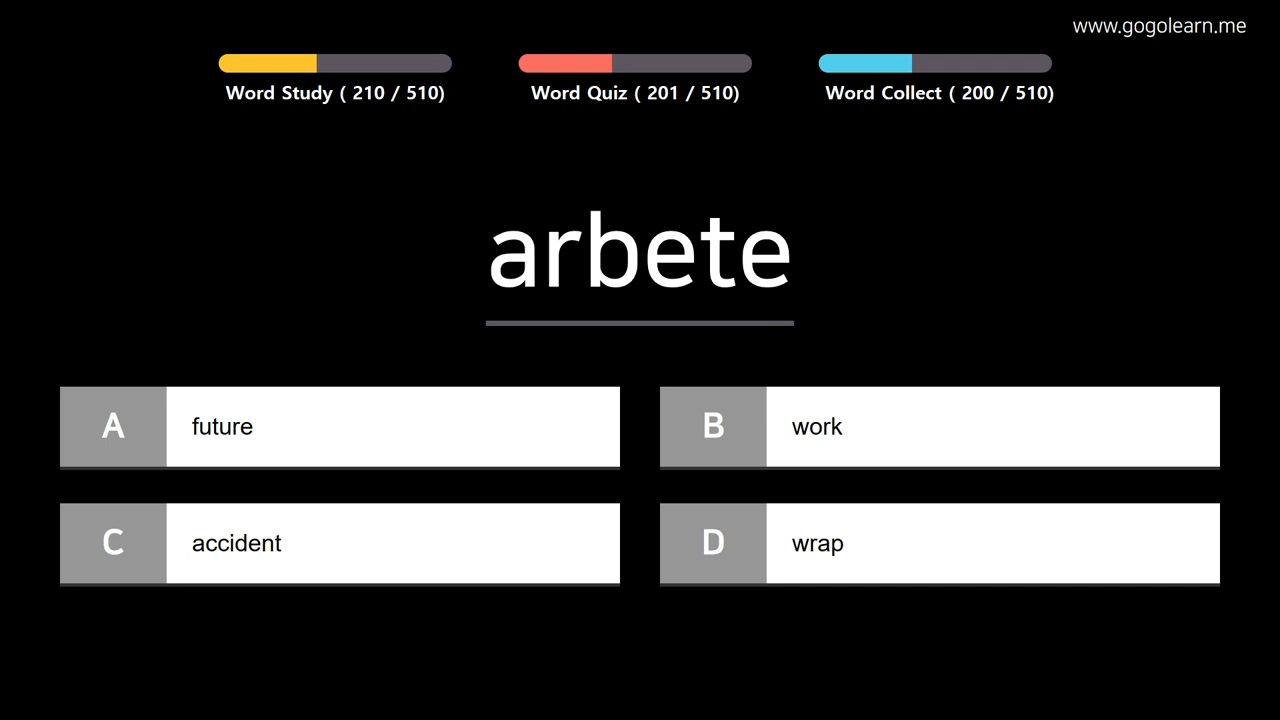 www.gogolearn.me
Word Study ( 210 / 510)
Word Quiz ( 201 / 510)
Word Collect ( 200 / 510)
arbete
A future
B work
C accident
D wrap